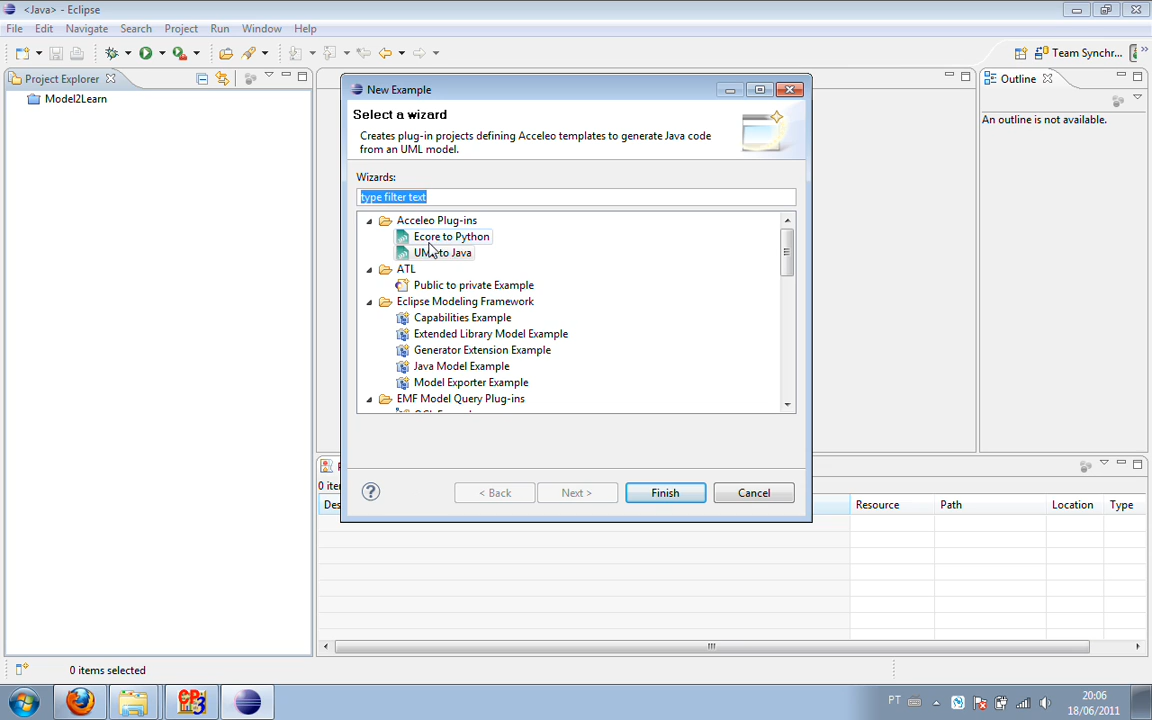 <Java> - Eclipse
File Edit Navigate Search Project Run Window Help
Team Synchr...
Project Explorer
Model2Learn
New Example
Select a wizard
Creates plug-in projects defining Acceleo templates to generate Java code
from an UML model.
Wizards:
type filter text
Acceleo Plug-ins
Ecore to Python
UML to Java
ATL
Public to private Example
Eclipse Modeling Framework
Capabilities Example
Extended Library Model Example
Generator Extension Example
Java Model Example
Model Exporter Example
EMF Model Query Plug-ins
< Back Next > Finish Cancel
Outline
An outline is not available.
0 ite
Des Resource Path Location Type
0 items selected
PT
20:06
18/06/2011